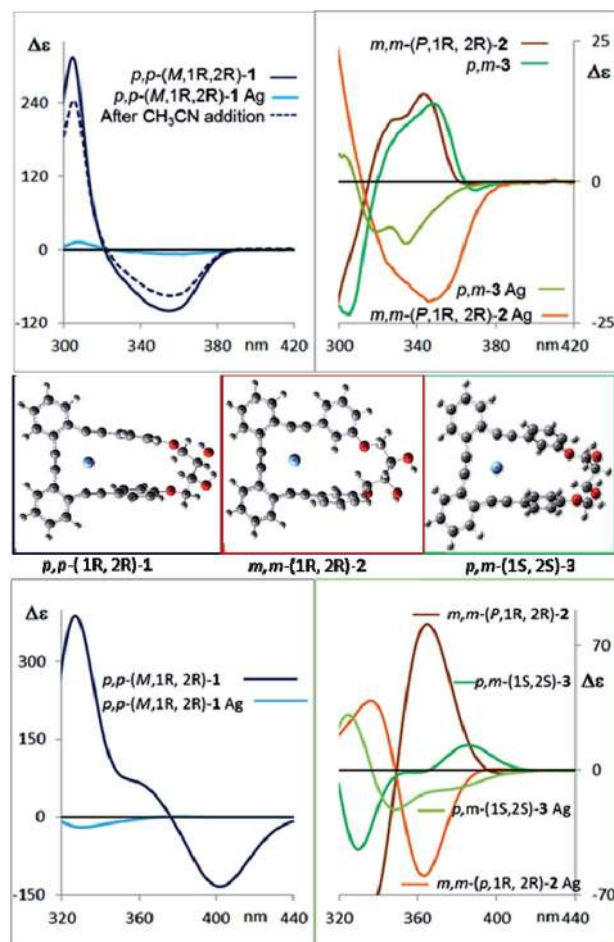 Δε
p,p-(M,1R,2R)-1
p,p-(M,1R,2R)-1 Ag
After CH₃CN addition
240
120
0
-120
300
340
nm
380
420
m,m-(P,1R, 2R)-2
p,m-3
25
Δε
0
p,m-3 Ag
m,m-(P,1R, 2R)-2 Ag
-25
300
340
nm
380
420
p,p-( 1R, 2R)-1
m,m-(1R, 2R)-2
p,m-(1S, 2S)-3
Δε
300
p,p-(M,1R, 2R)-1
p,p-(M,1R, 2R)-1 Ag
150
0
-150
320
360
nm
400
440
m,m-(P,1R, 2R)-2
70
p,m-(1S,2S)-3
Δε
0
p,m-(1S,2S)-3 Ag
m,m-(p,1R, 2R)-2 Ag
-70
320
360
400
nm
440